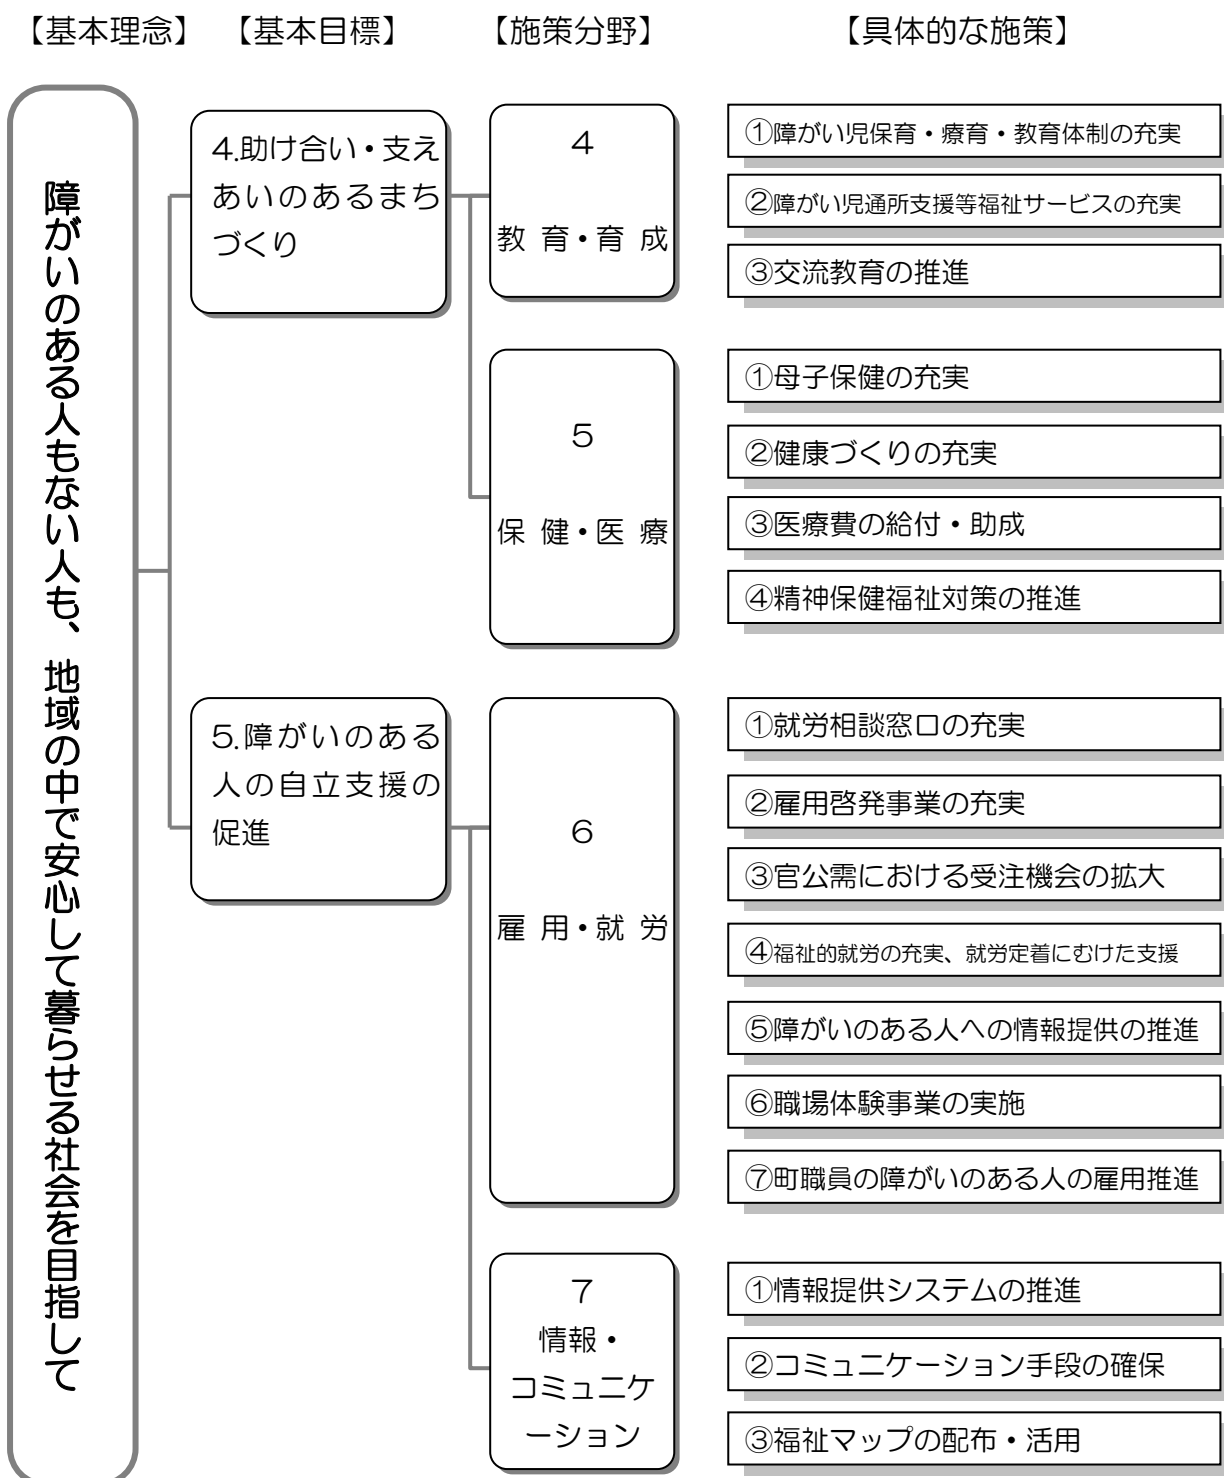 【基本理念】 【基本目標】 【施策分野】 【具体的な施策】
障がいのある人もない人も、地域の中で安心して暮らせる社会を目指して
4.助け合い・支え
あいのあるまち
づくり
4
教育・育成
①障がい児保育・療育・教育体制の充実
②障がい児通所支援等福祉サービスの充実
③交流教育の推進
5
保健・医療
①母子保健の充実
②健康づくりの充実
③医療費の給付・助成
④精神保健福祉対策の推進
5.障がいのある
人の自立支援の
促進
6
雇用・就労
①就労相談窓口の充実
②雇用啓発事業の充実
③官公需における受注機会の拡大
④福祉的就労の充実、就労定着にむけた支援
⑤障がいのある人への情報提供の推進
⑥職場体験事業の実施
⑦町職員の障がいのある人の雇用推進
7
情報・
コミュニケ
ーション
①情報提供システムの推進
②コミュニケーション手段の確保
③福祉マップの配布・活用